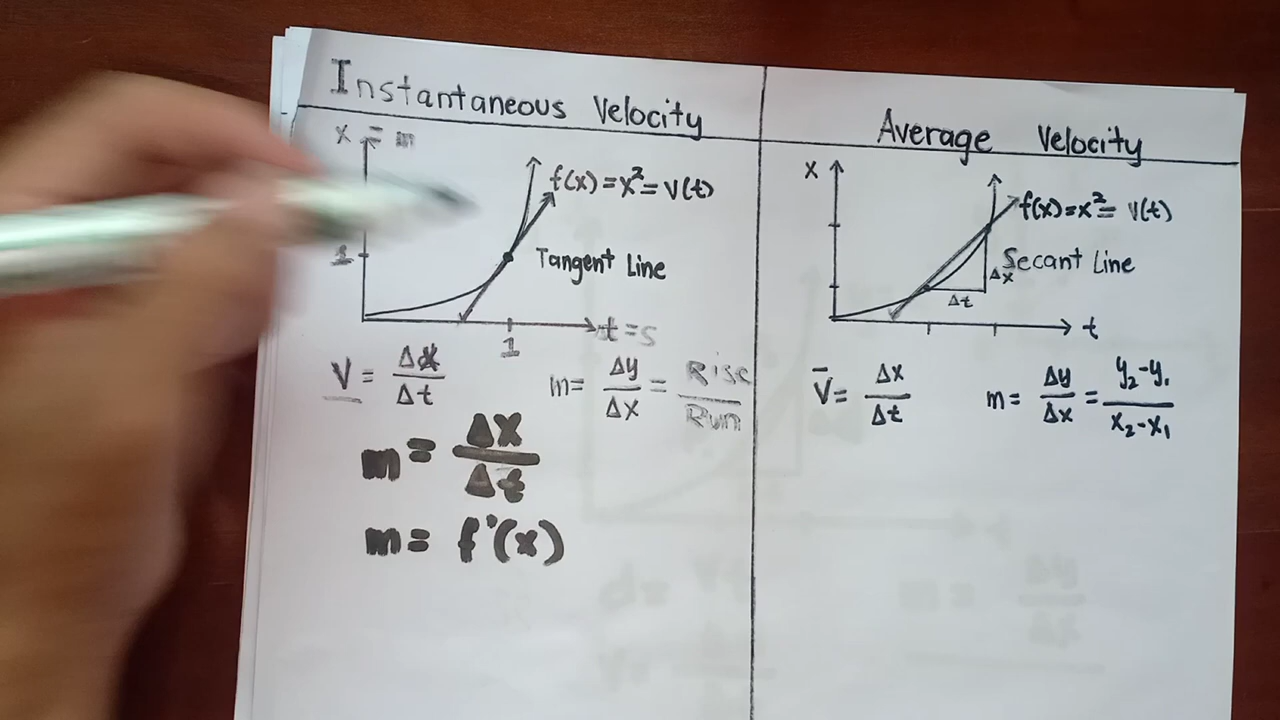 Instantaneous Velocity
x = m
f(x) = x² = v(t)
1
Tangent Line
t = s
1
V = Δx/Δt
m = Δy/Δx = Rise/Run
m = Δx/Δt
m = f'(x)
Average Velocity
x
f(x) = x² = v(t)
Secant Line
Δx
Δt
t
V̄ = Δx/Δt
m = Δy/Δx = y₂-y₁/x₂-x₁